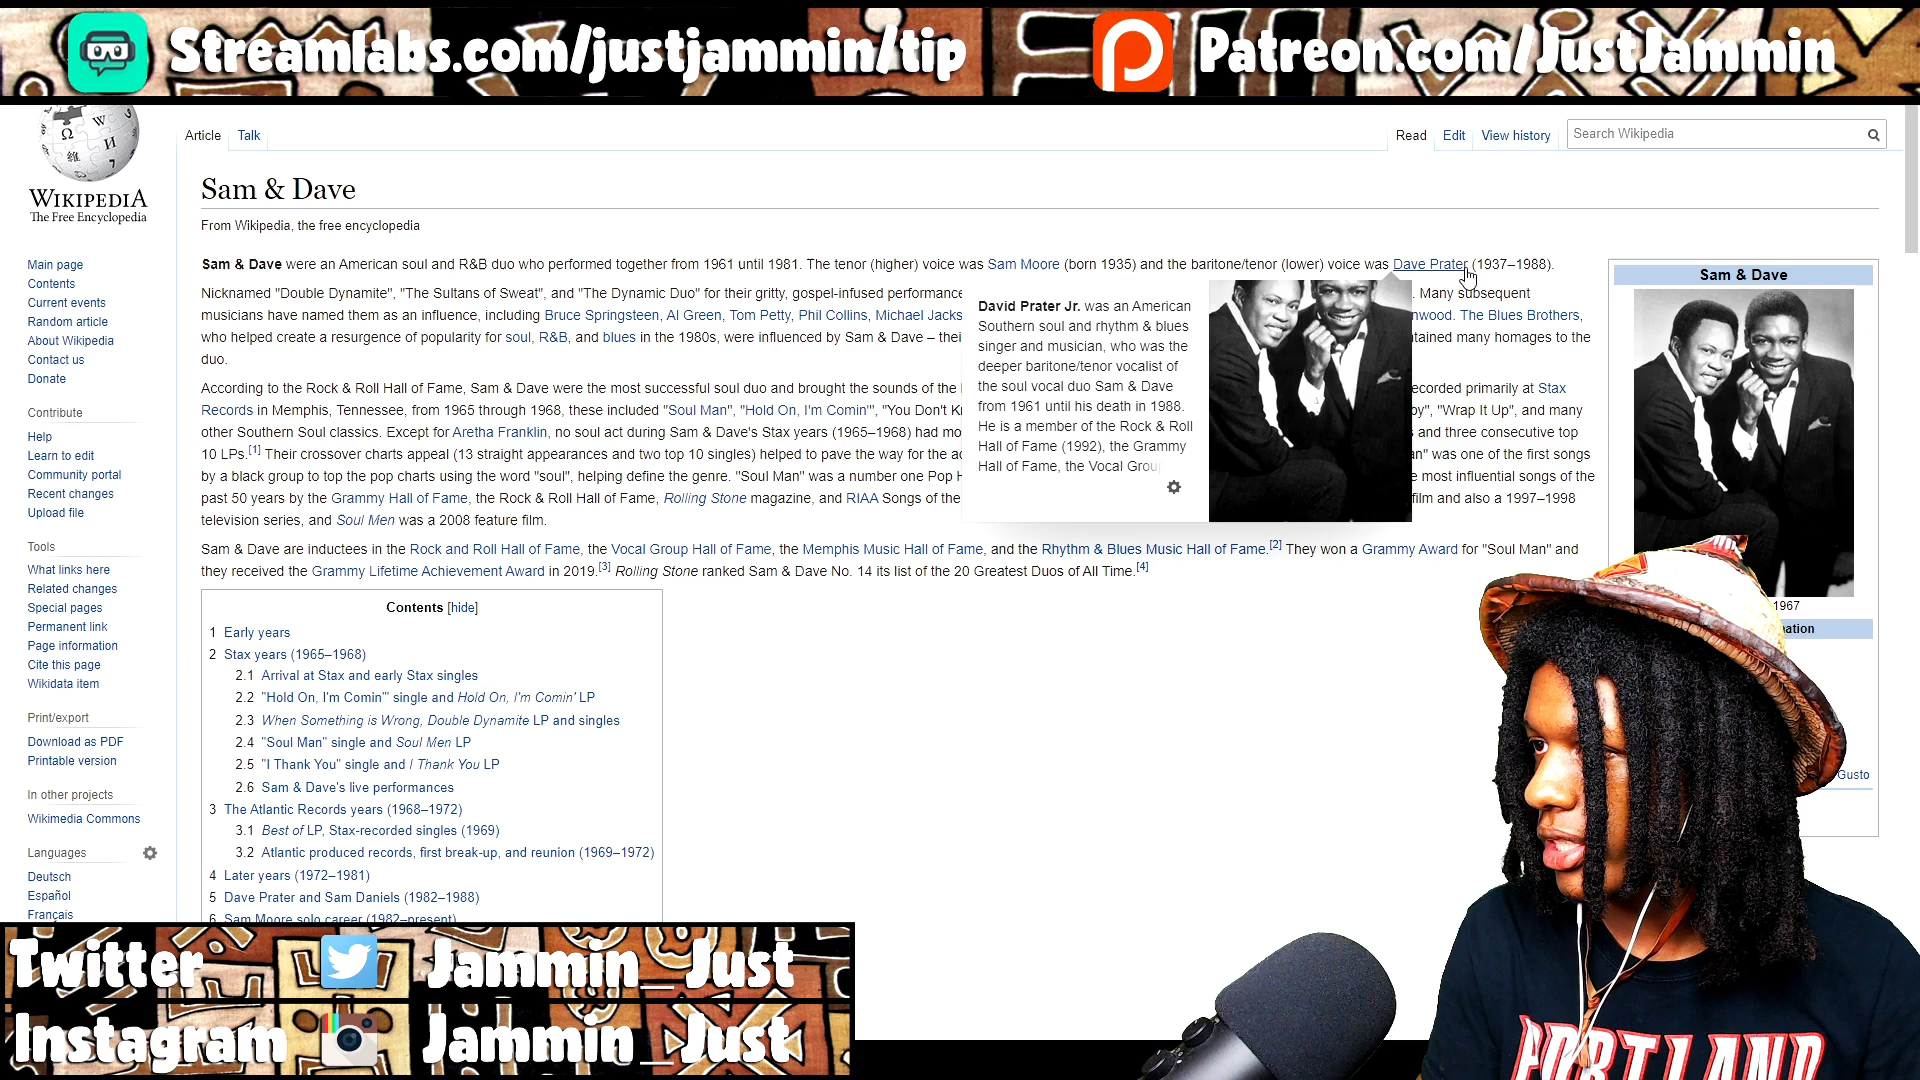 Streamlabs.com/justjammin/tip
Patreon.com/JustJammin
WIKIPEDIA
The Free Encyclopedia
Main page
Contents
Current events
Random article
About Wikipedia
Contact us
Donate
Contribute
Help
Learn to edit
Community portal
Recent changes
Upload file
Tools
What links here
Related changes
Special pages
Permanent link
Page information
Cite this page
Wikidata item
Print/export
Download as PDF
Printable version
In other projects
Wikimedia Commons
Languages
Deutsch
Español
Français
Article Talk
Read Edit View history Search Wikipedia
Sam & Dave
From Wikipedia, the free encyclopedia
Sam & Dave were an American soul and R&B duo who performed together from 1961 until 1981. The tenor (higher) voice was Sam Moore (born 1935) and the baritone/tenor (lower) voice was Dave Prater (1937–1988).
Nicknamed "Double Dynamite", "The Sultans of Sweat", and "The Dynamic Duo" for their gritty, gospel-infused performance . Many subsequent
musicians have named them as an influence, including Bruce Springsteen, Al Green, Tom Petty, Phil Collins, Michael Jacks nwood. The Blues Brothers,
who helped create a resurgence of popularity for soul, R&B, and blues in the 1980s, were influenced by Sam & Dave – thei tained many homages to the
duo.
According to the Rock & Roll Hall of Fame, Sam & Dave were the most successful soul duo and brought the sounds of the ecorded primarily at Stax
Records in Memphis, Tennessee, from 1965 through 1968, these included "Soul Man", "Hold On, I'm Comin'", "You Don't K by", "Wrap It Up", and many
other Southern Soul classics. Except for Aretha Franklin, no soul act during Sam & Dave's Stax years (1965–1968) had mo s and three consecutive top
10 LPs.[1] Their crossover charts appeal (13 straight appearances and two top 10 singles) helped to pave the way for the ac an" was one of the first songs
by a black group to top the pop charts using the word "soul", helping define the genre. "Soul Man" was a number one Pop H e most influential songs of the
past 50 years by the Grammy Hall of Fame, the Rock & Roll Hall of Fame, Rolling Stone magazine, and RIAA Songs of the film and also a 1997–1998
television series, and Soul Men was a 2008 feature film.
Sam & Dave are inductees in the Rock and Roll Hall of Fame, the Vocal Group Hall of Fame, the Memphis Music Hall of Fame, and the Rhythm & Blues Music Hall of Fame.[2] They won a Grammy Award for "Soul Man" and
they received the Grammy Lifetime Achievement Award in 2019.[3] Rolling Stone ranked Sam & Dave No. 14 its list of the 20 Greatest Duos of All Time.[4]
David Prater Jr. was an American
Southern soul and rhythm & blues
singer and musician, who was the
deeper baritone/tenor vocalist of
the soul vocal duo Sam & Dave
from 1961 until his death in 1988.
He is a member of the Rock & Roll
Hall of Fame (1992), the Grammy
Hall of Fame, the Vocal Group
Contents [hide]
1 Early years
2 Stax years (1965–1968)
2.1 Arrival at Stax and early Stax singles
2.2 "Hold On, I'm Comin'" single and Hold On, I'm Comin' LP
2.3 When Something is Wrong, Double Dynamite LP and singles
2.4 "Soul Man" single and Soul Men LP
2.5 "I Thank You" single and I Thank You LP
2.6 Sam & Dave's live performances
3 The Atlantic Records years (1968–1972)
3.1 Best of LP, Stax-recorded singles (1969)
3.2 Atlantic produced records, first break-up, and reunion (1969–1972)
4 Later years (1972–1981)
5 Dave Prater and Sam Daniels (1982–1988)
6 Sam Moore solo career (1982–present)
Sam & Dave
1967
ation
Gusto
Twitter Jammin_Just
Instagram Jammin_Just
PORTLAND